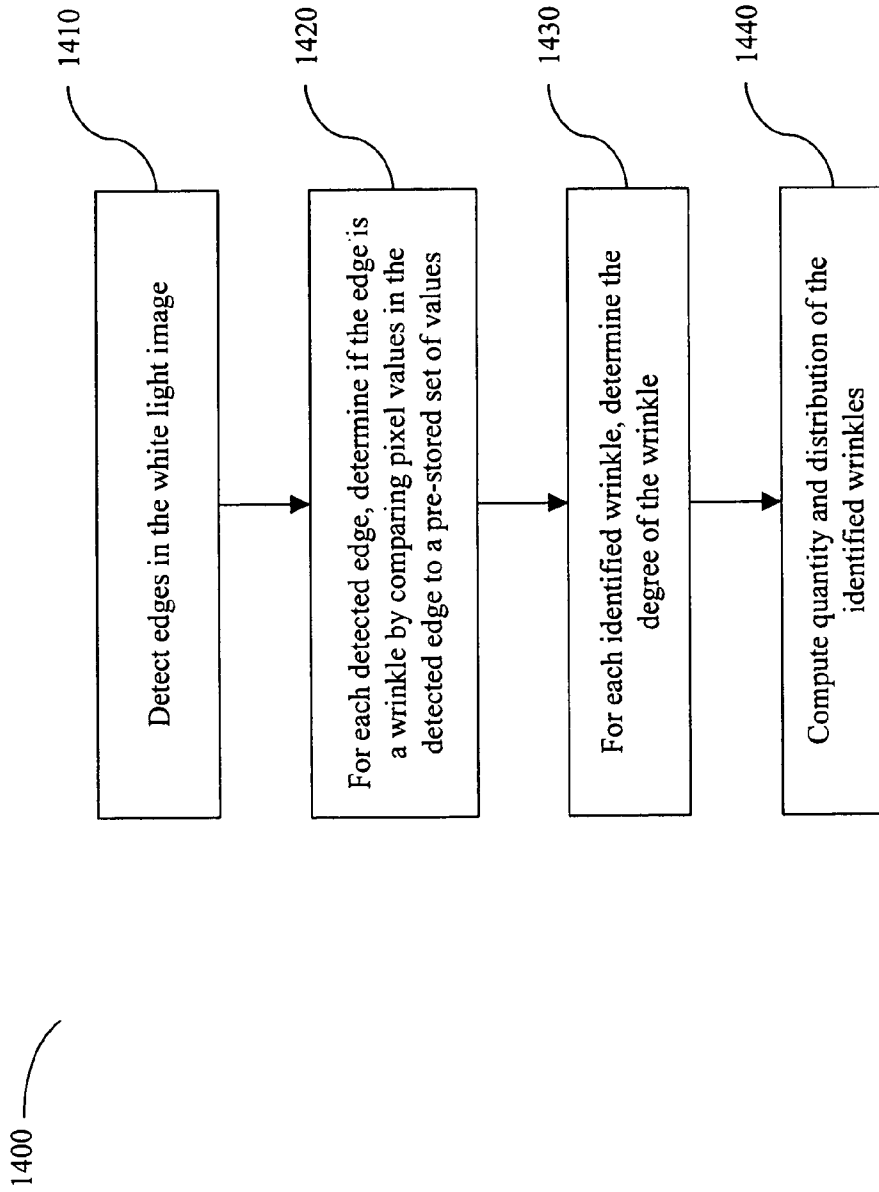 1400
1410
Detect edges in the white light image
1420
For each detected edge, determine if the edge is
a wrinkle by comparing pixel values in the
detected edge to a pre-stored set of values
1430
For each identified wrinkle, determine the
degree of the wrinkle
1440
Compute quantity and distribution of the
identified wrinkles